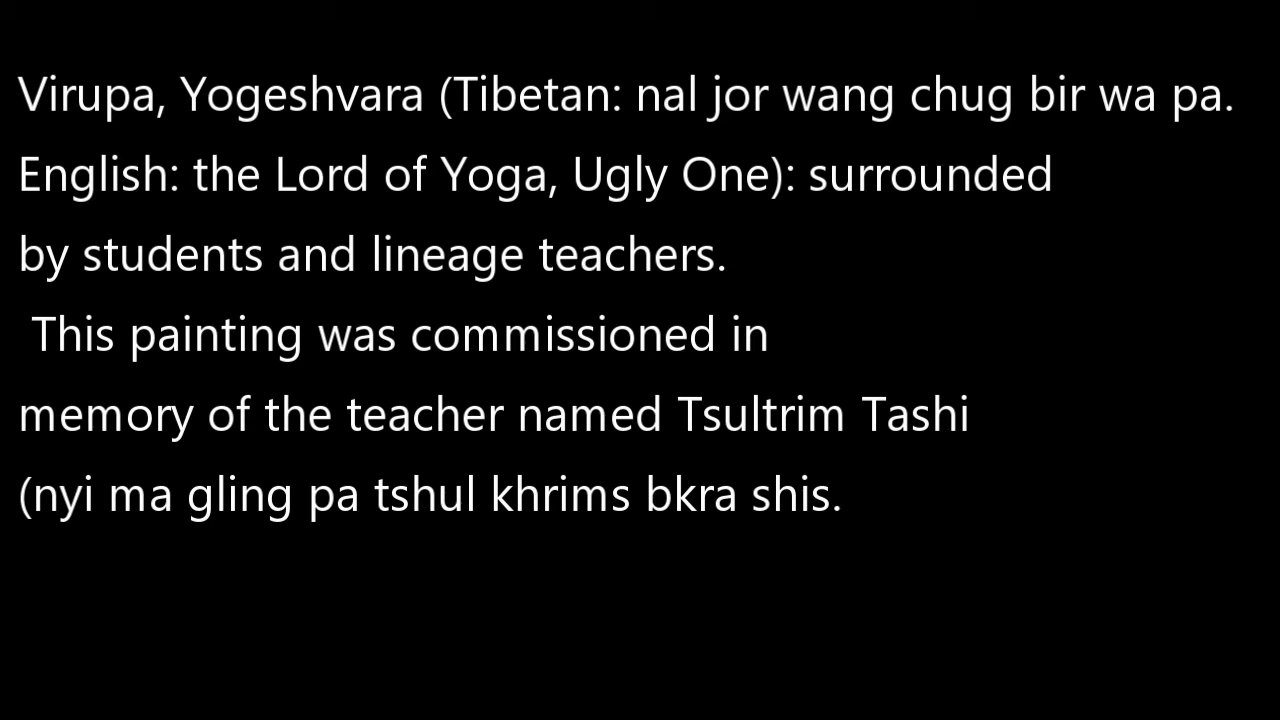 Virupa, Yogeshvara (Tibetan: nal jor wang chug bir wa pa.
English: the Lord of Yoga, Ugly One): surrounded
by students and lineage teachers.
This painting was commissioned in
memory of the teacher named Tsultrim Tashi
(nyi ma gling pa tshul khrims bkra shis.